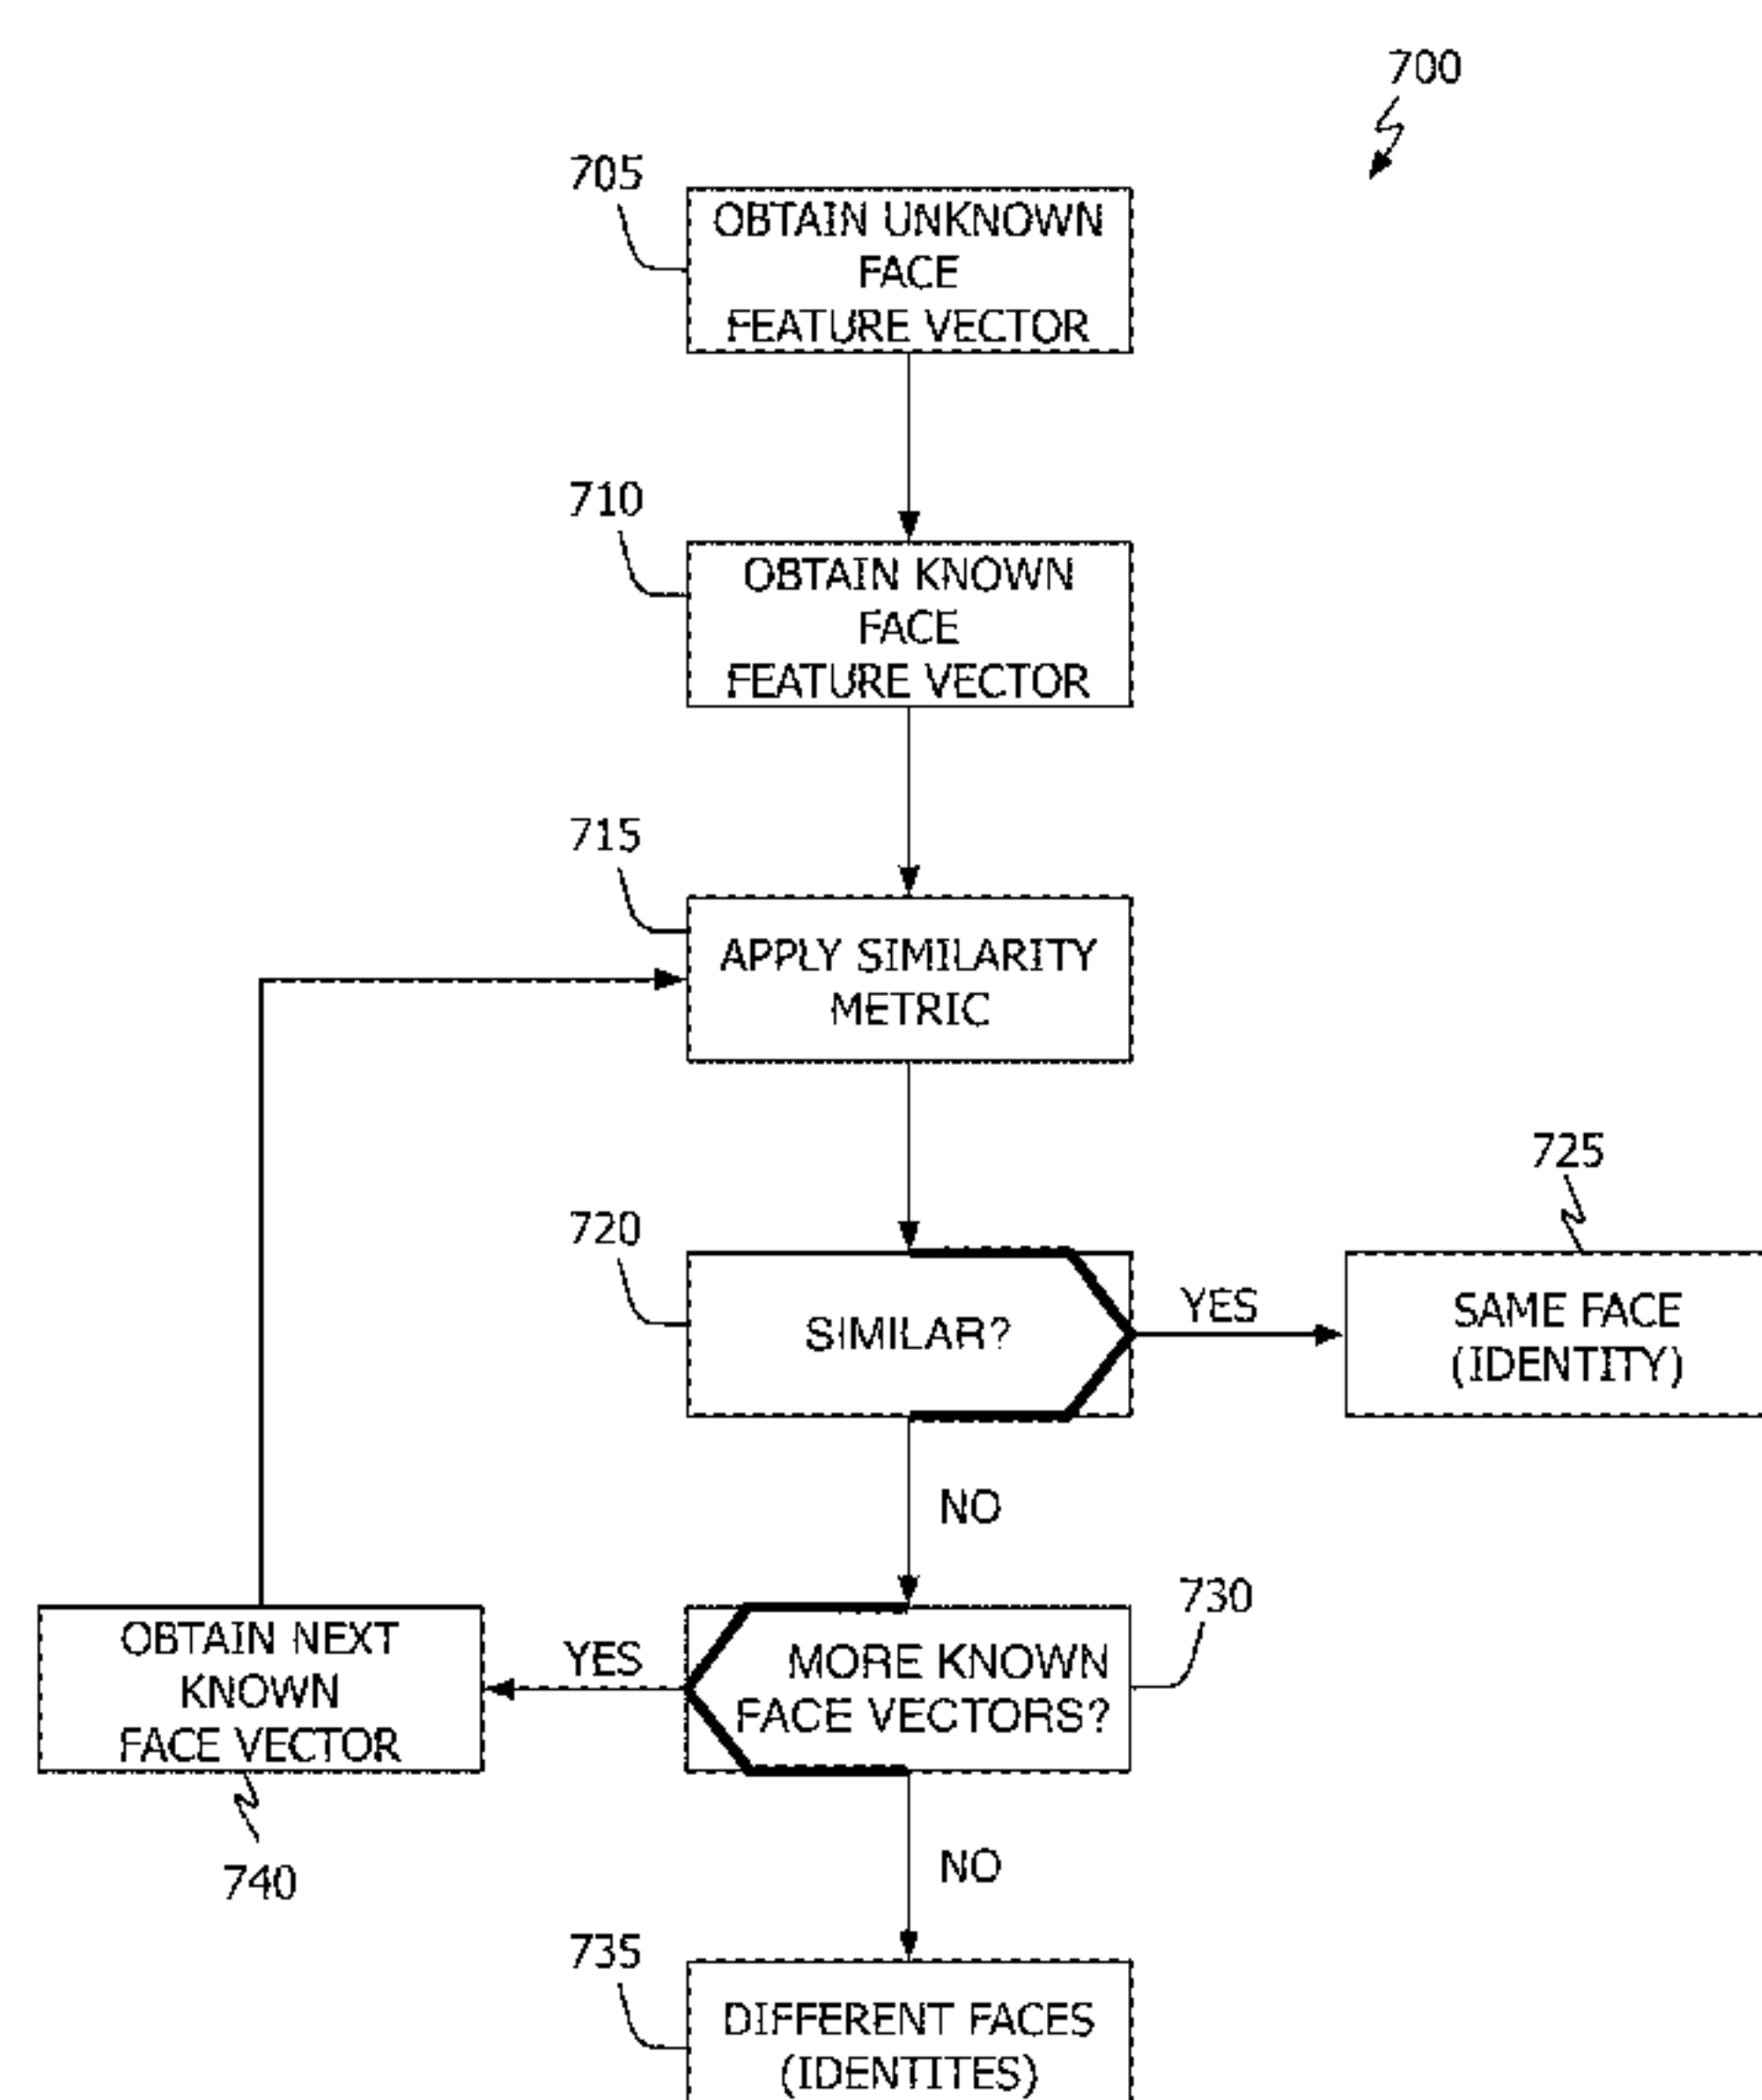 700
705
OBTAIN UNKNOWN
FACE
FEATURE VECTOR
710
OBTAIN KNOWN
FACE
FEATURE VECTOR
715
APPLY SIMILARITY
METRIC
720
SIMILAR?
YES
725
SAME FACE
(IDENTITY)
NO
730
MORE KNOWN
FACE VECTORS?
YES
OBTAIN NEXT
KNOWN
FACE VECTOR
740
NO
735
DIFFERENT FACES
(IDENTITES)